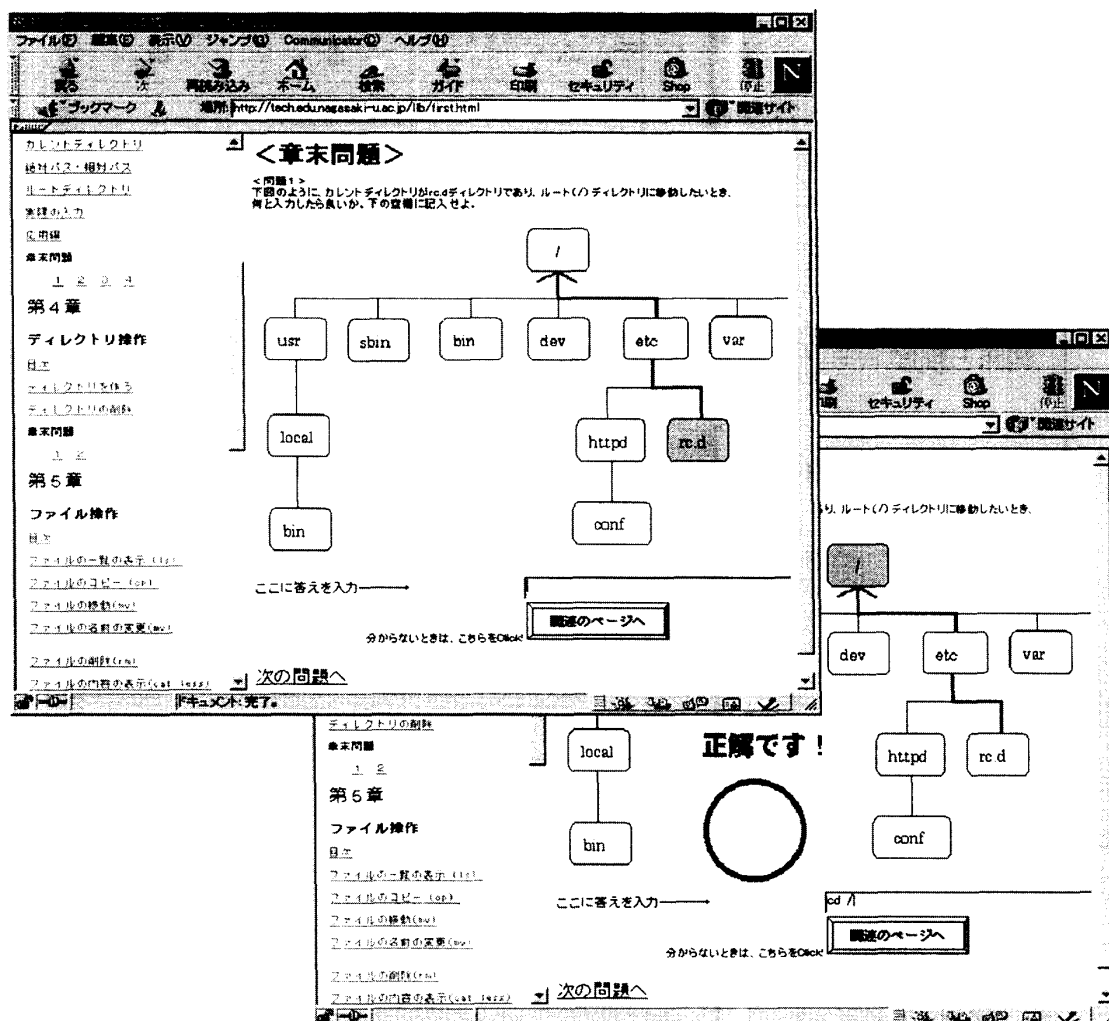 ファイル(F) 編集(E) 表示(V) ジャンプ(G) Communicator(C) ヘルプ(H)
戻る 次 再読み込み ホーム 検索 ガイド 印刷 セキュリティ Shop 停止
ブックマーク 場所: http://tech.edu.nagasaki-u.ac.jp/lib/first.html 関連サイト
カレントディレクトリ
絶対パス・相対パス
ルートディレクトリ
実際の入力
応用編
章末問題
1 2 3 4
第4章
ディレクトリ操作
目次
ディレクトリを作る
ディレクトリの削除
章末問題
1 2
第5章
ファイル操作
目次
ファイルの一覧の表示 (ls)
ファイルのコピー (cp)
ファイルの移動(mv)
ファイルの名前の変更(mv)
ファイルの削除(rm)
ファイルの内容の表示(cat less)
<章末問題>
<問題1>
下図のように、カレントディレクトリがrc.dディレクトリであり、ルート(/)ディレクトリに移動したいとき、
何と入力したら良いか、下の空欄に記入せよ。
/
usr sbin bin dev etc var
local httpd rc.d
bin conf
ここに答えを入力
関連のページへ
分からないときは、こちらをClick!
次の問題へ
ドキュメント: 完了。
印刷 セキュリティ Shop 停止
関連サイト
り、ルート(/)ディレクトリに移動したいとき、
/
dev etc var
ディレクトリの削除
章末問題
1 2
第5章
ファイル操作
目次
ファイルの一覧の表示 (ls)
ファイルのコピー (cp)
ファイルの移動(mv)
ファイルの名前の変更(mv)
ファイルの削除(rm)
ファイルの内容の表示(cat less)
local 正解です! httpd rc.d
bin conf
ここに答えを入力 cd /
関連のページへ
分からないときは、こちらをClick!
次の問題へ